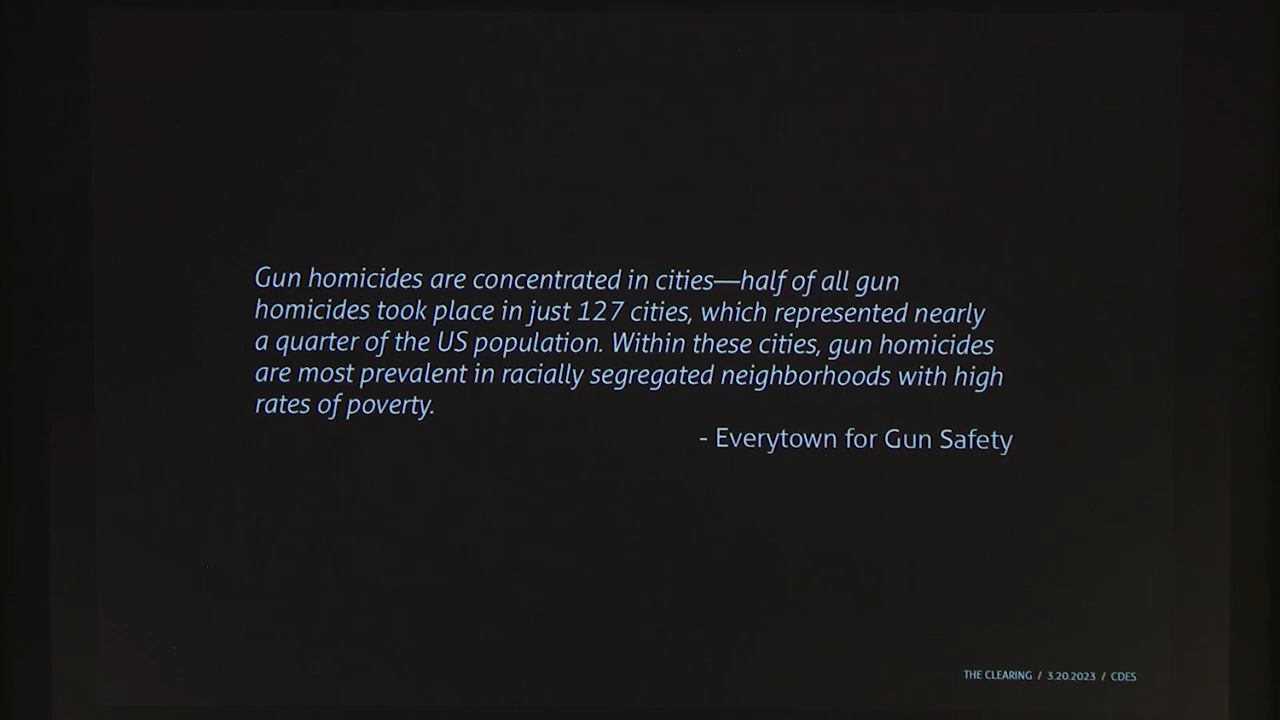 Gun homicides are concentrated in cities—half of all gun
homicides took place in just 127 cities, which represented nearly
a quarter of the US population. Within these cities, gun homicides
are most prevalent in racially segregated neighborhoods with high
rates of poverty.
- Everytown for Gun Safety
THE CLEARING / 3.20.2023 / CDES